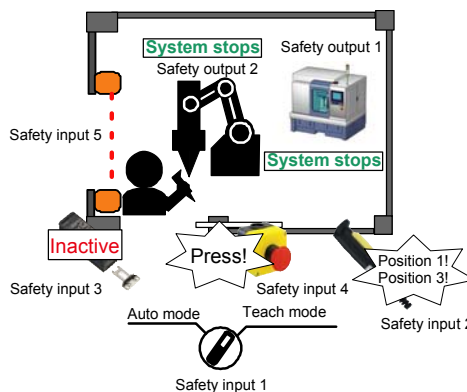 System stops
Safety output 2
Safety output 1
Safety input 5
System stops
Inactive
Press!
Position 1!
Position 3!
Safety input 3
Safety input 4
Safety input 2
Auto mode
Teach mode
Safety input 1